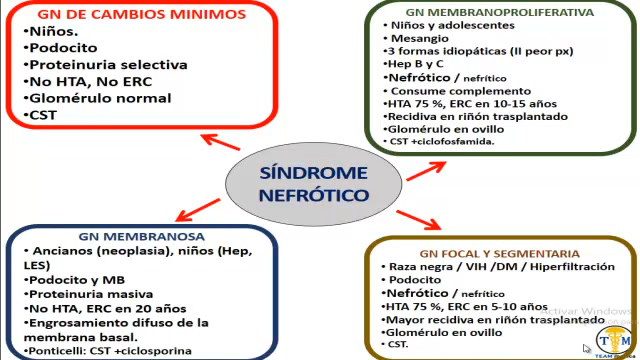 GN DE CAMBIOS MINIMOS
•Niños.
•Podocito
•Proteinuria selectiva
•No HTA, No ERC
•Glomérulo normal
•CST
GN MEMBRANOPROLIFERATIVA
• Niños y adolescentes
• Mesangio
• 3 formas idiopáticas (II peor px)
• Hep B y C
• Nefrótico / nefrítico
• Consume complemento
• HTA 75 %, ERC en 10-15 años
• Recidiva en riñón trasplantado
• Glomérulo en ovillo
• CST +ciclofosfamida.
SÍNDROME
NEFRÓTICO
GN MEMBRANOSA
• Ancianos (neoplasia), niños (Hep,
LES)
• Podocito y MB
• Proteinuria masiva
• No HTA, ERC en 20 años
• Engrosamiento difuso de la
membrana basal.
• Ponticelli: CST +ciclosporina
GN FOCAL Y SEGMENTARIA
• Raza negra / VIH /DM / Hiperfiltración
• Podocito
• Nefrótico / nefrítico
• HTA 75%, ERC en 5-10 años
• Mayor recidiva en riñón trasplantado
• Glomérulo en ovillo
• CST.
Activar Windows
T M
TEAM